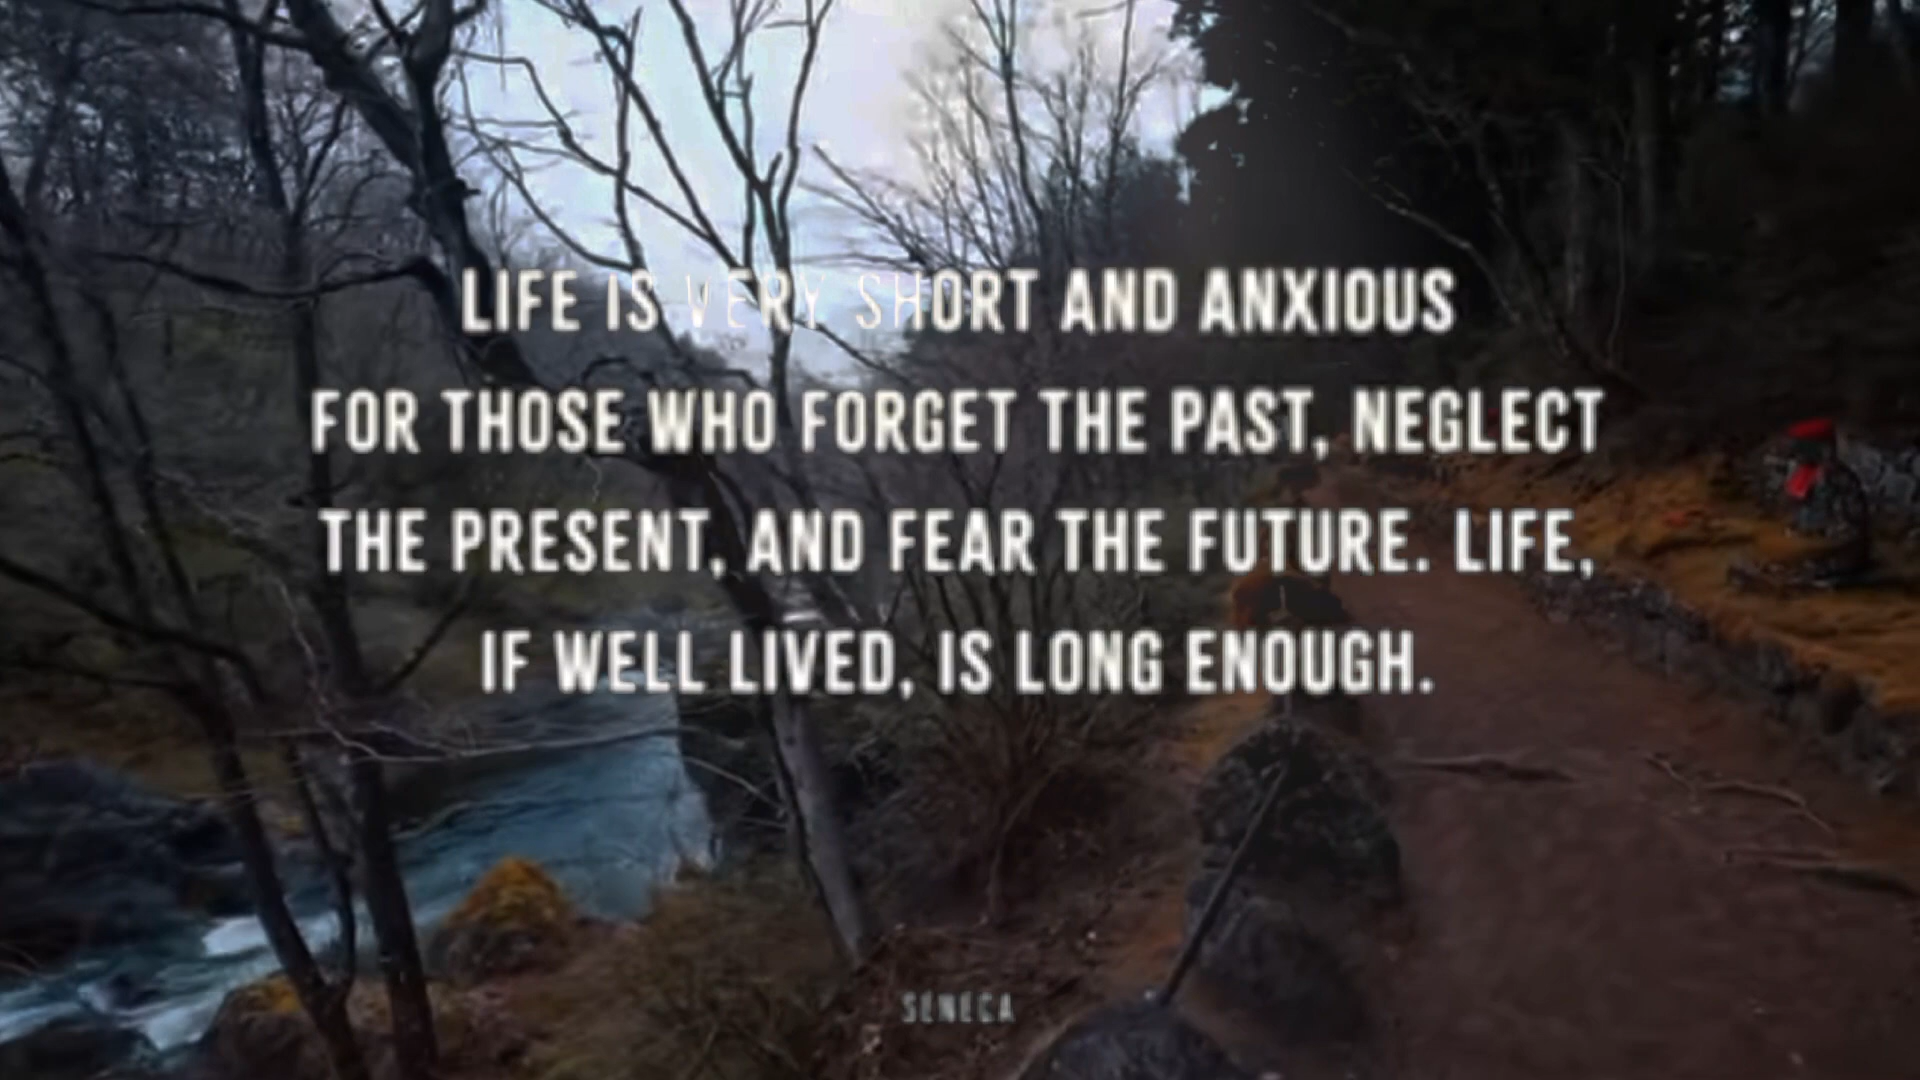 LIFE IS VERY SHORT AND ANXIOUS
FOR THOSE WHO FORGET THE PAST, NEGLECT
THE PRESENT, AND FEAR THE FUTURE. LIFE,
IF WELL LIVED, IS LONG ENOUGH.
SENECA